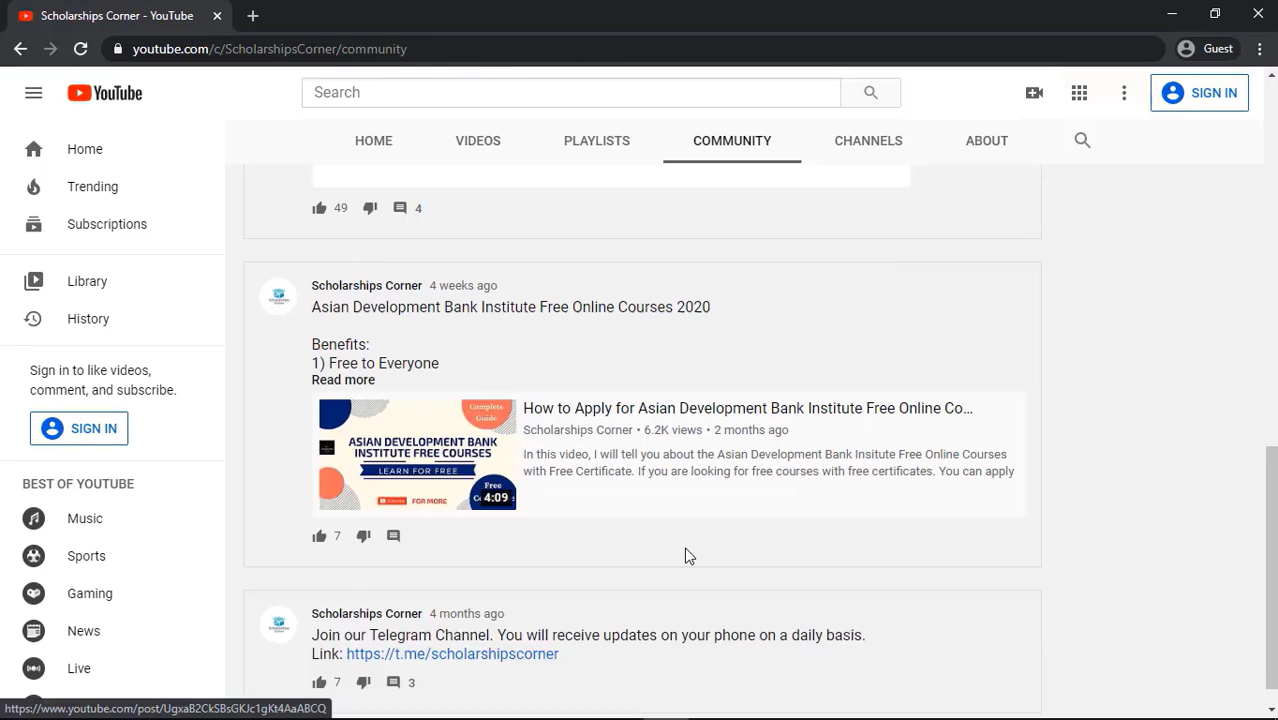 Scholarships Corner - YouTube
youtube.com/c/ScholarshipsCorner/community
Guest
YouTube
Search
SIGN IN
HOME
VIDEOS
PLAYLISTS
COMMUNITY
CHANNELS
ABOUT
Home
Trending
Subscriptions
Library
History
Sign in to like videos,
comment, and subscribe.
SIGN IN
BEST OF YOUTUBE
Music
Sports
Gaming
News
Live
49
4
Scholarships Corner 4 weeks ago
Asian Development Bank Institute Free Online Courses 2020
Benefits:
1) Free to Everyone
Read more
Complete
Guide
ASIAN DEVELOPMENT BANK
INSTITUTE FREE COURSES
LEARN FOR FREE
Free
FOR MORE
4:09
How to Apply for Asian Development Bank Institute Free Online Co...
Scholarships Corner • 6.2K views • 2 months ago
In this video, I will tell you about the Asian Development Bank Insitute Free Online Courses
with Free Certificate. If you are looking for free courses with free certificates. You can apply
7
Scholarships Corner 4 months ago
Join our Telegram Channel. You will receive updates on your phone on a daily basis.
Link: https://t.me/scholarshipscorner
7
3
https://www.youtube.com/post/UgxaB2CkSBsGKJc1gKt4AaABCQ